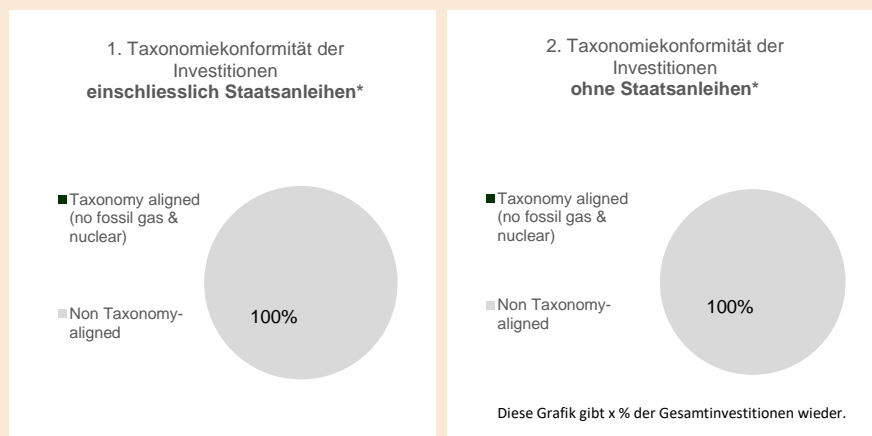 1. Taxonomiekonformität der
Investitionen
einschliesslich Staatsanleihen*
Taxonomy aligned
(no fossil gas &
nuclear)
Non Taxonomy-
aligned
100%
2. Taxonomiekonformität der
Investitionen
ohne Staatsanleihen*
Taxonomy aligned
(no fossil gas &
nuclear)
Non Taxonomy-
aligned
100%
Diese Grafik gibt x % der Gesamtinvestitionen wieder.